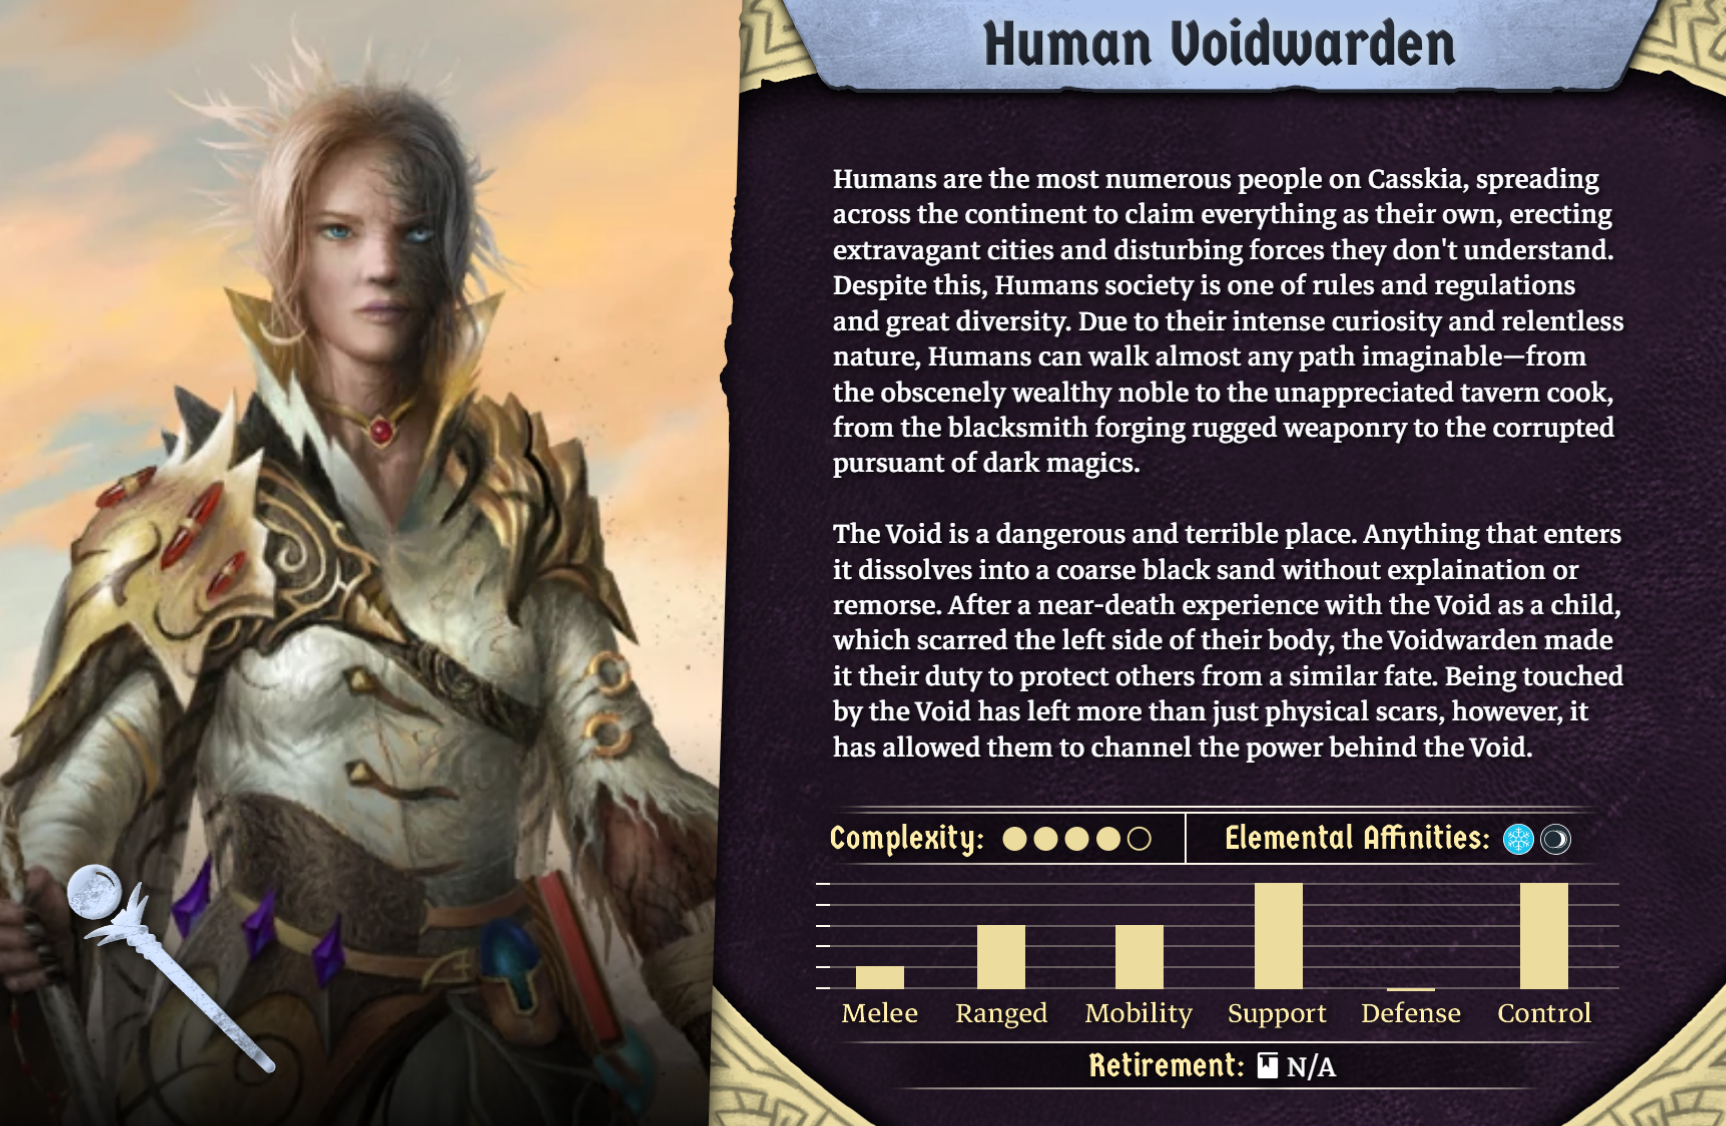 Human Voidwarden
Humans are the most numerous people on Casskia, spreading
across the continent to claim everything as their own, erecting
extravagant cities and disturbing forces they don't understand.
Despite this, Humans society is one of rules and regulations
and great diversity. Due to their intense curiosity and relentless
nature, Humans can walk almost any path imaginable—from
the obscenely wealthy noble to the unappreciated tavern cook,
from the blacksmith forging rugged weaponry to the corrupted
pursuant of dark magics.
The Void is a dangerous and terrible place. Anything that enters
it dissolves into a coarse black sand without explaination or
remorse. After a near-death experience with the Void as a child,
which scarred the left side of their body, the Voidwarden made
it their duty to protect others from a similar fate. Being touched
by the Void has left more than just physical scars, however, it
has allowed them to channel the power behind the Void.
Complexity:
Elemental Affinities:
Melee Ranged Mobility Support Defense Control
Retirement: N/A